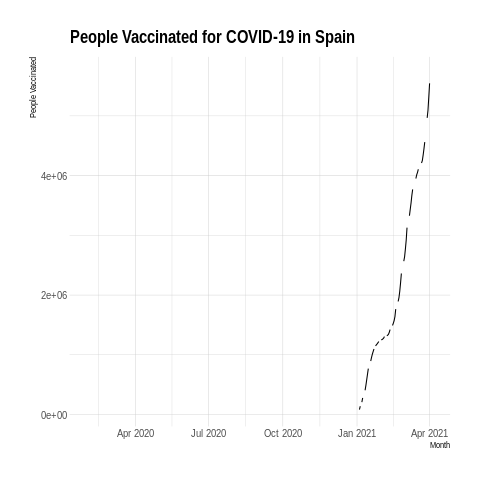 People Vaccinated for COVID-19 in Spain
People Vaccinated
4e+06
2e+06
0e+00
Apr 2020 Jul 2020 Oct 2020 Jan 2021 Apr 2021
Month